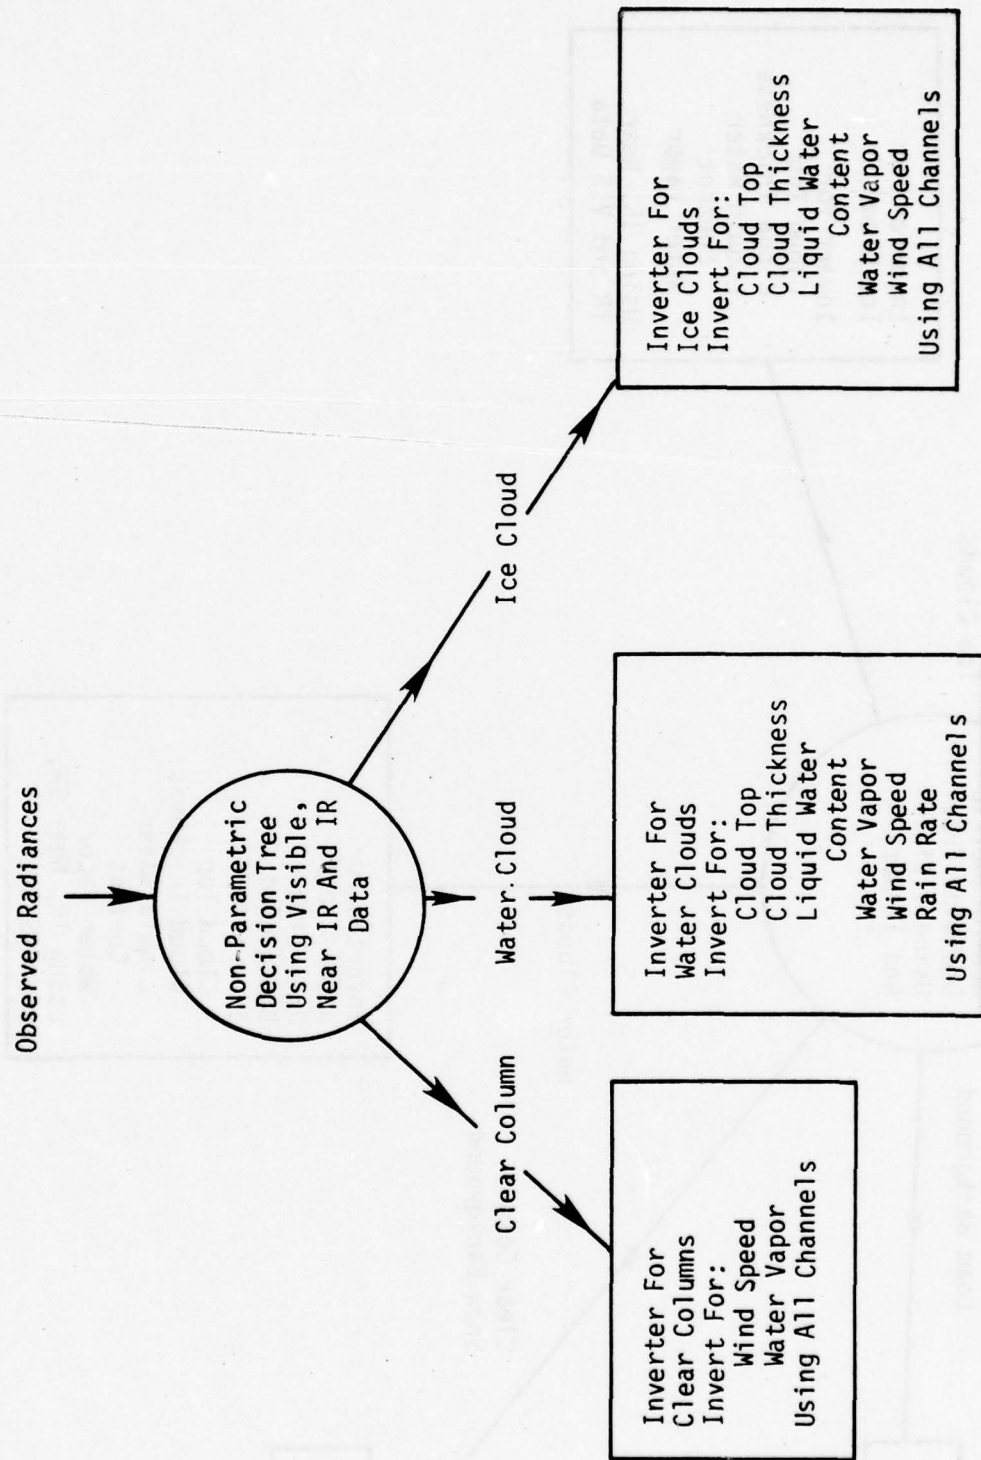 Observed Radiances
Non-Parametric
Decision Tree
Using Visible,
Near IR And IR
Data
Clear Column
Water Cloud
Ice Cloud
Inverter For
Clear Columns
Invert For:
Wind Speed
Water Vapor
Using All Channels
Inverter For
Water Clouds
Invert For:
Cloud Top
Cloud Thickness
Liquid Water
Content
Water Vapor
Wind Speed
Rain Rate
Using All Channels
Inverter For
Ice Clouds
Invert For:
Cloud Top
Cloud Thickness
Liquid Water
Content
Water Vapor
Wind Speed
Using All Channels